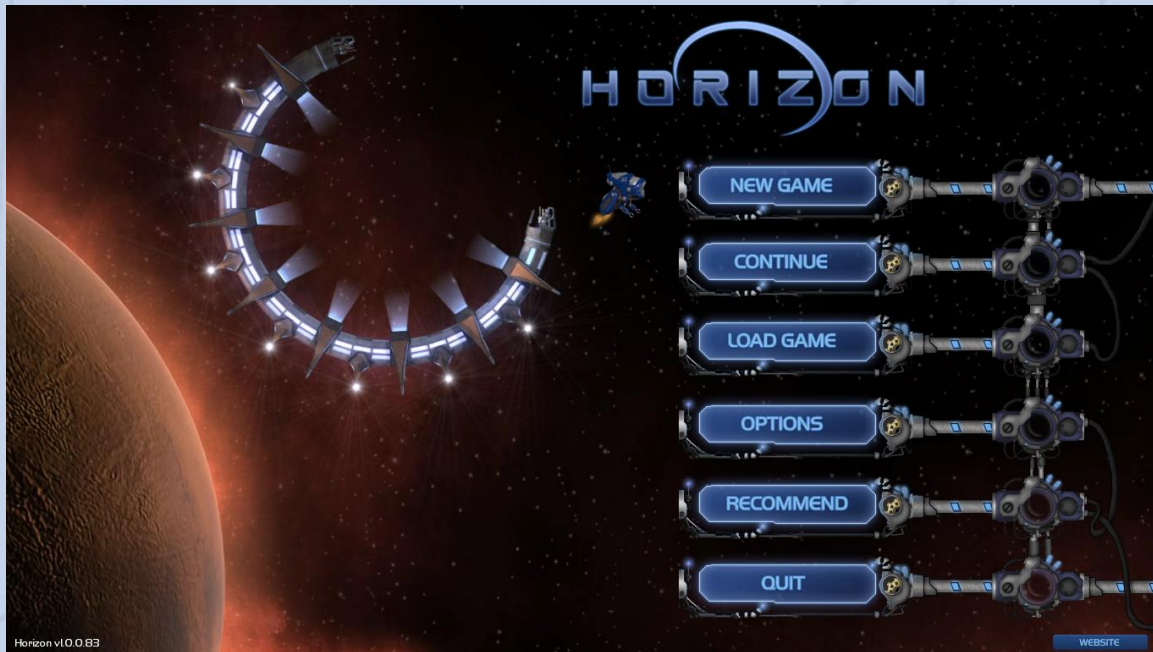 HORIZON
NEW GAME
CONTINUE
LOAD GAME
OPTIONS
RECOMMEND
QUIT
Horizon v1.0.0.83
WEBSITE